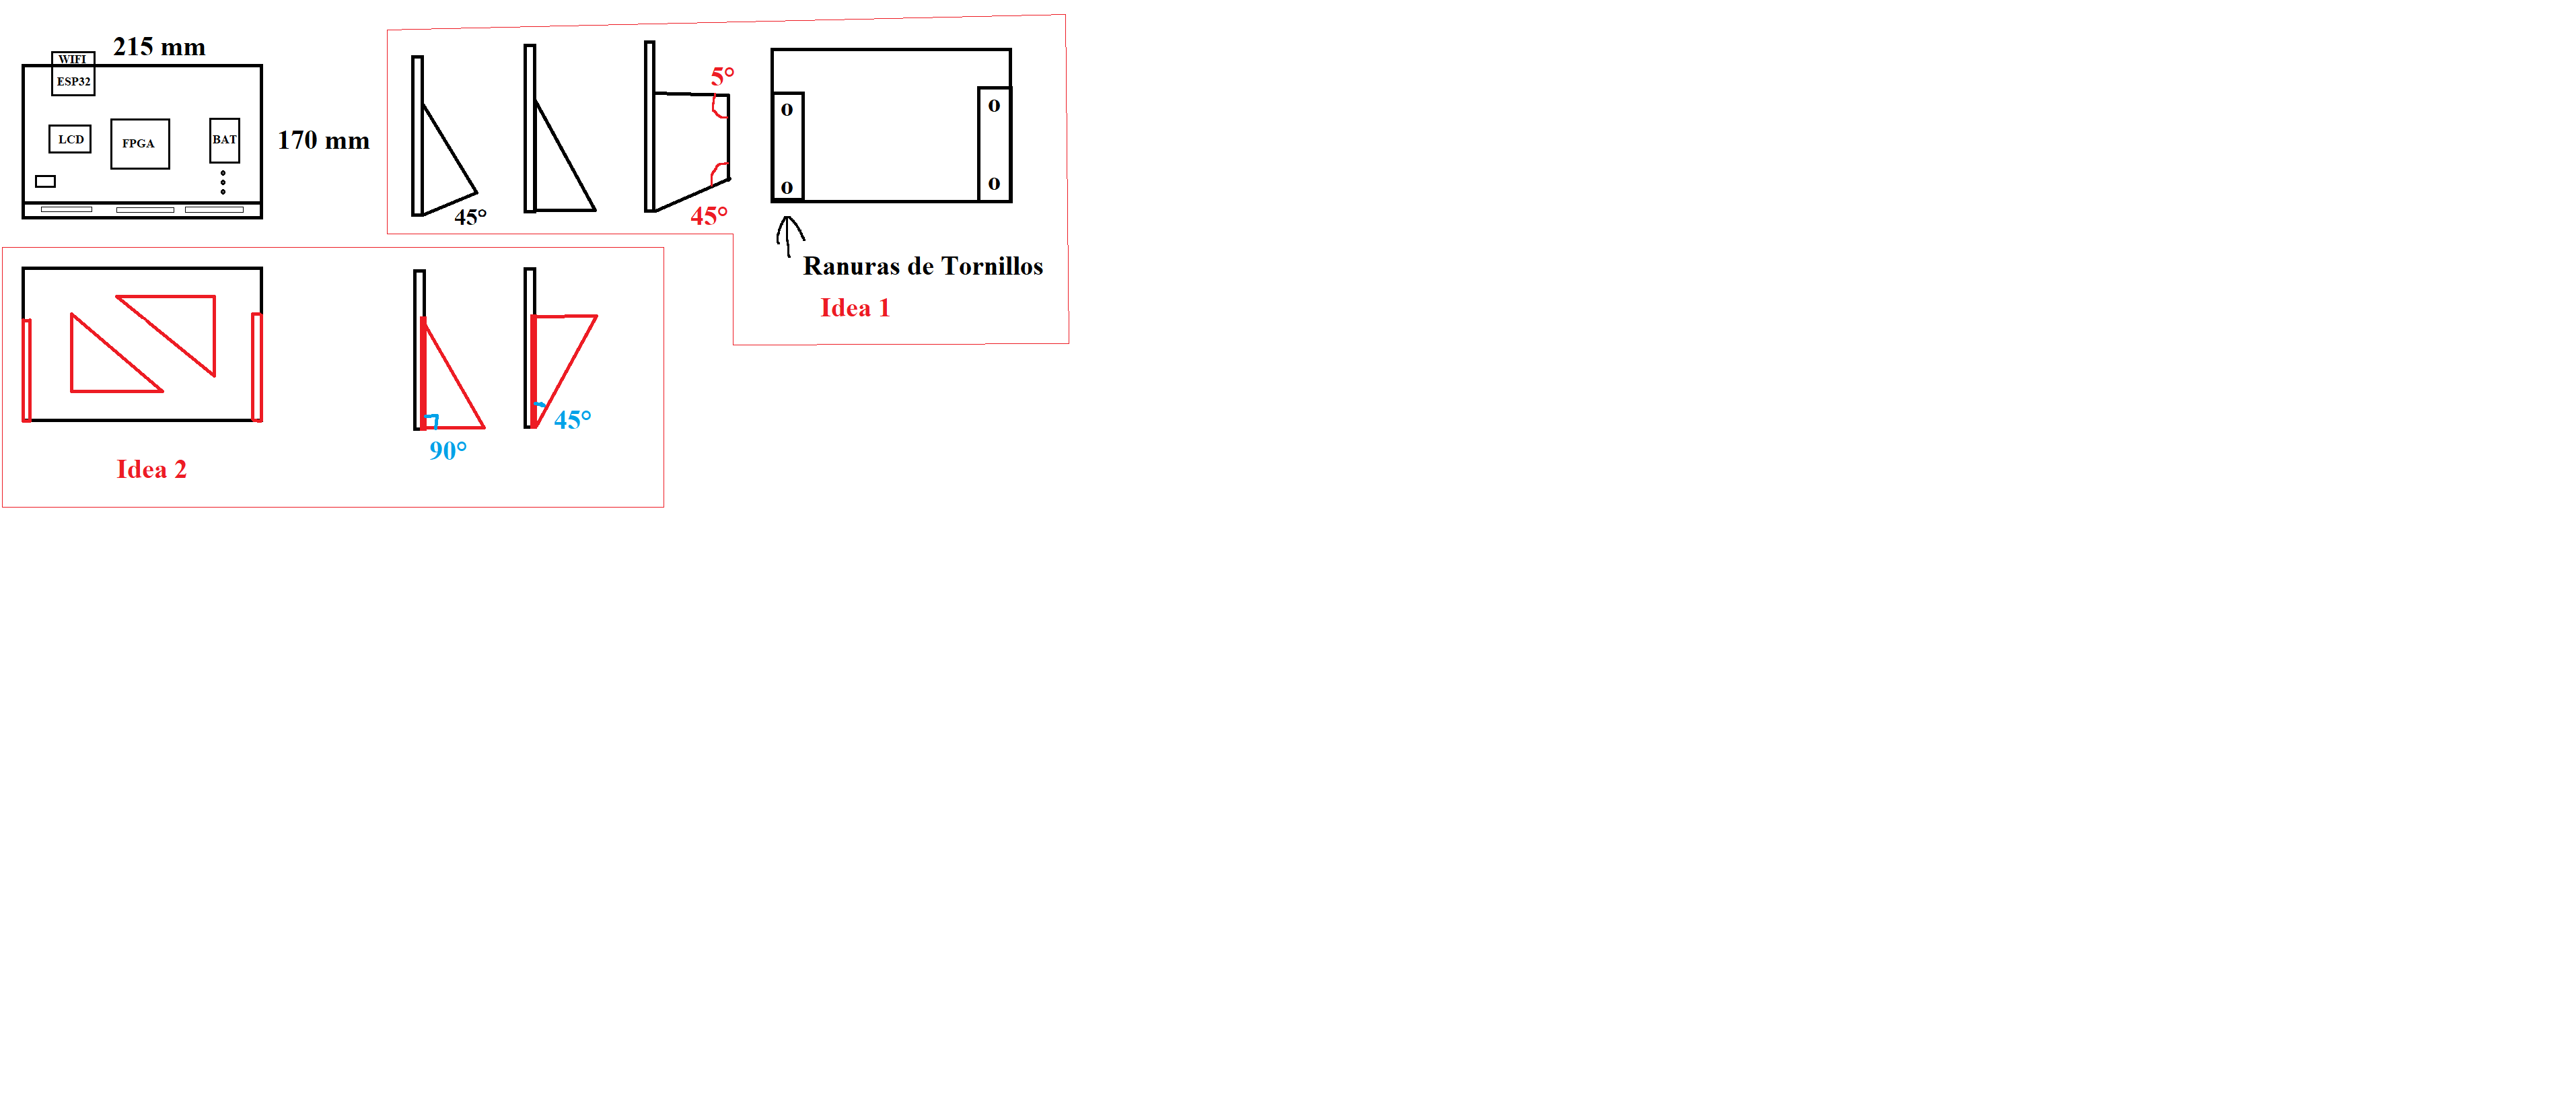 215 mm
WIFI
ESP32
LCD
FPGA
BAT
170 mm
45°
5°
45°
o
o
o
o
Ranuras de Tornillos
Idea 1
90°
45°
Idea 2